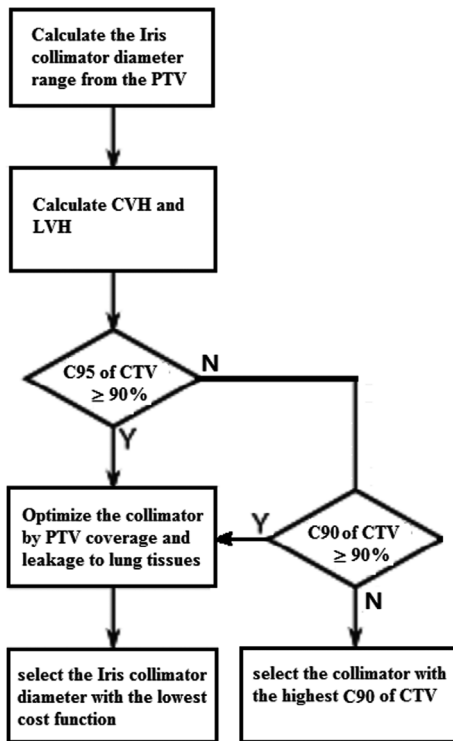 Calculate the Iris
collimator diameter
range from the PTV
Calculate CVH and
LVH
C95 of CTV
≥ 90%
N
Y
Optimize the collimator
by PTV coverage and
leakage to lung tissues
Y
C90 of CTV
≥ 90%
N
select the Iris collimator
diameter with the lowest
cost function
select the collimator with
the highest C90 of CTV